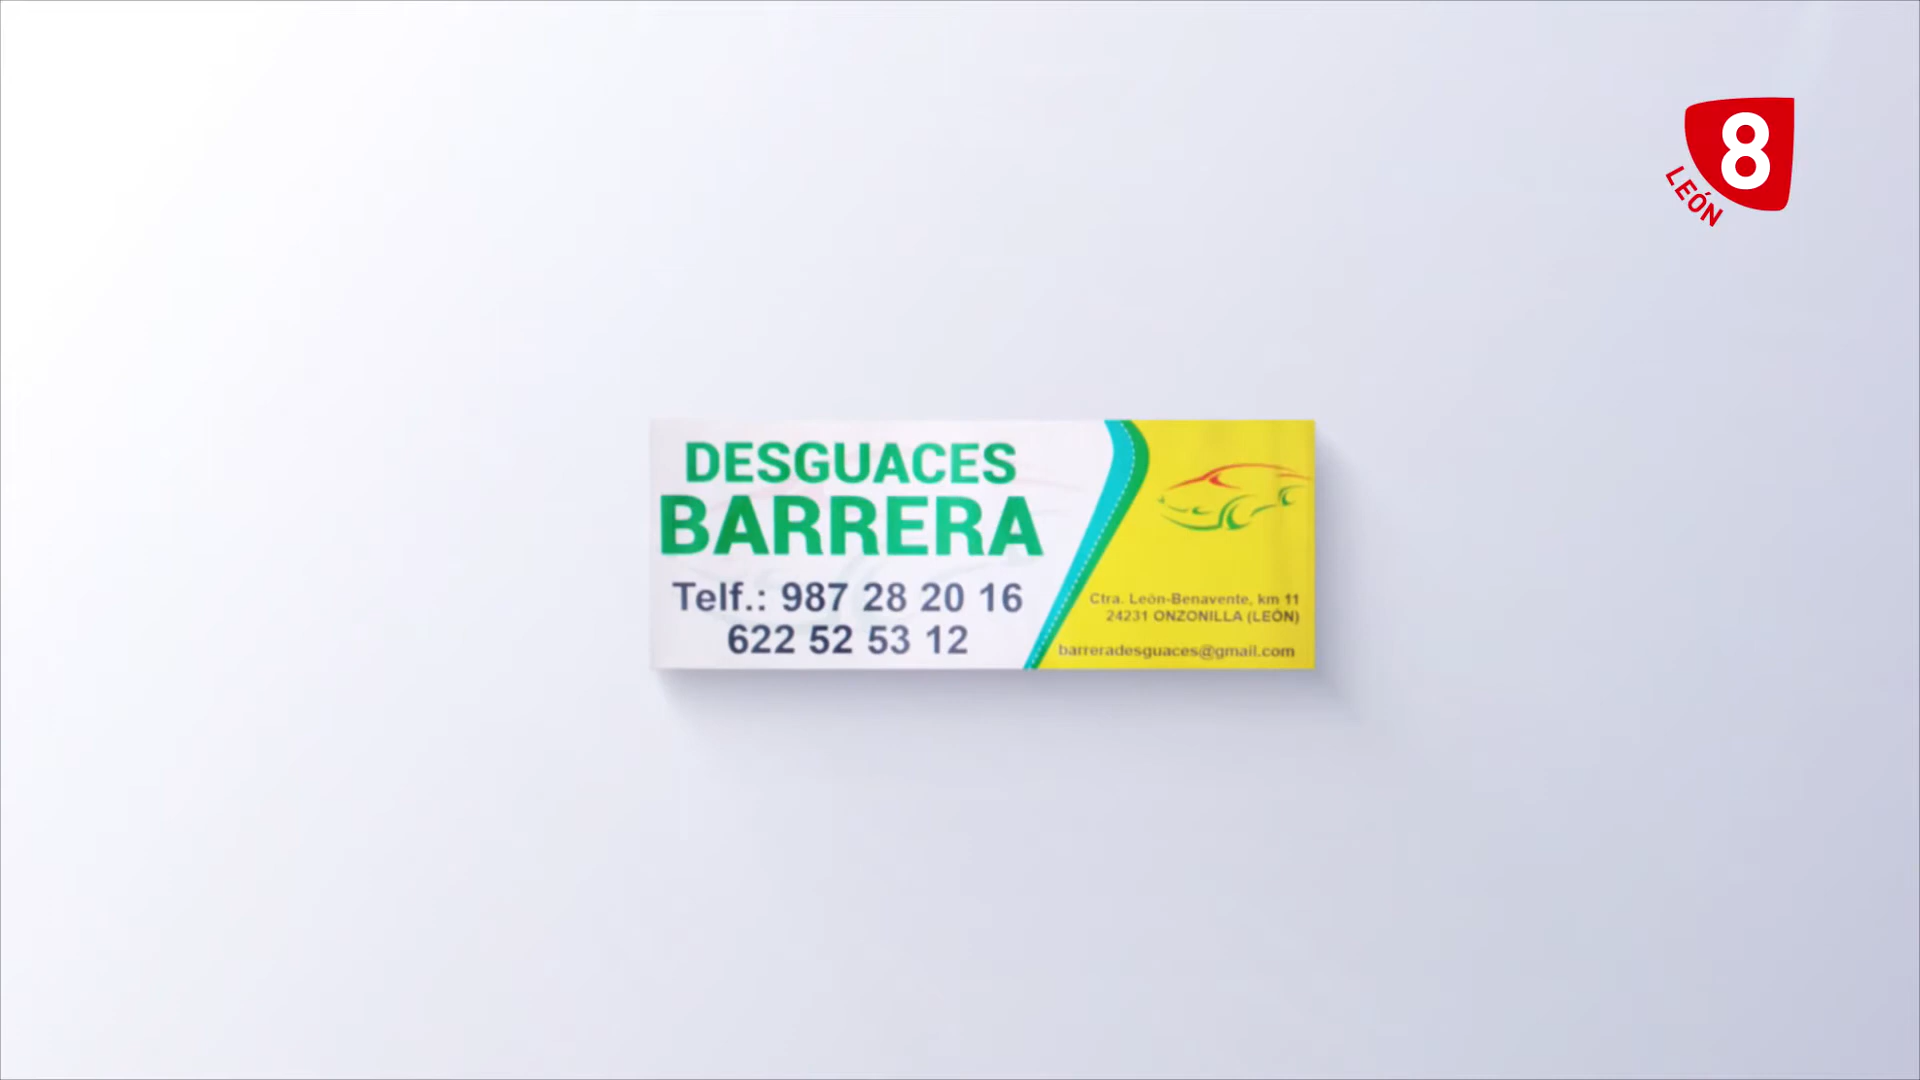 8
LEÓN
DESGUACES
BARRERA
Telf.: 987 28 20 16
622 52 53 12
Ctra. León-Benavente, km 11
24231 ONZONILLA (LEÓN)
barreradesguaces@gmail.com